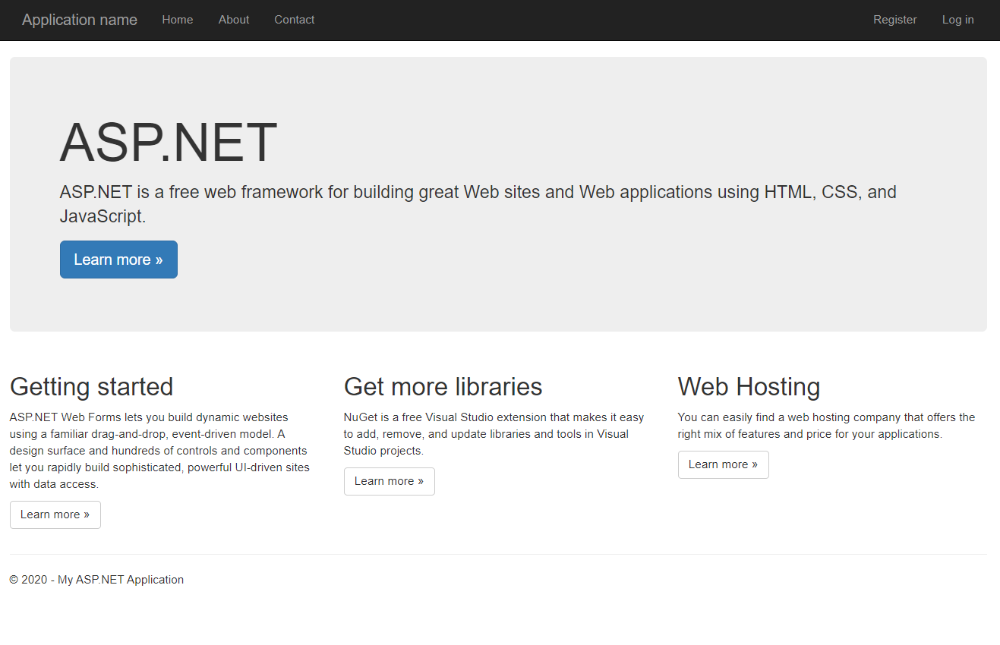 Application name Home About Contact Register Log in
ASP.NET
ASP.NET is a free web framework for building great Web sites and Web applications using HTML, CSS, and
JavaScript.
Learn more »
Getting started
ASP.NET Web Forms lets you build dynamic websites
using a familiar drag-and-drop, event-driven model. A
design surface and hundreds of controls and components
let you rapidly build sophisticated, powerful UI-driven sites
with data access.
Learn more »
Get more libraries
NuGet is a free Visual Studio extension that makes it easy
to add, remove, and update libraries and tools in Visual
Studio projects.
Learn more »
Web Hosting
You can easily find a web hosting company that offers the
right mix of features and price for your applications.
Learn more »
© 2020 - My ASP.NET Application